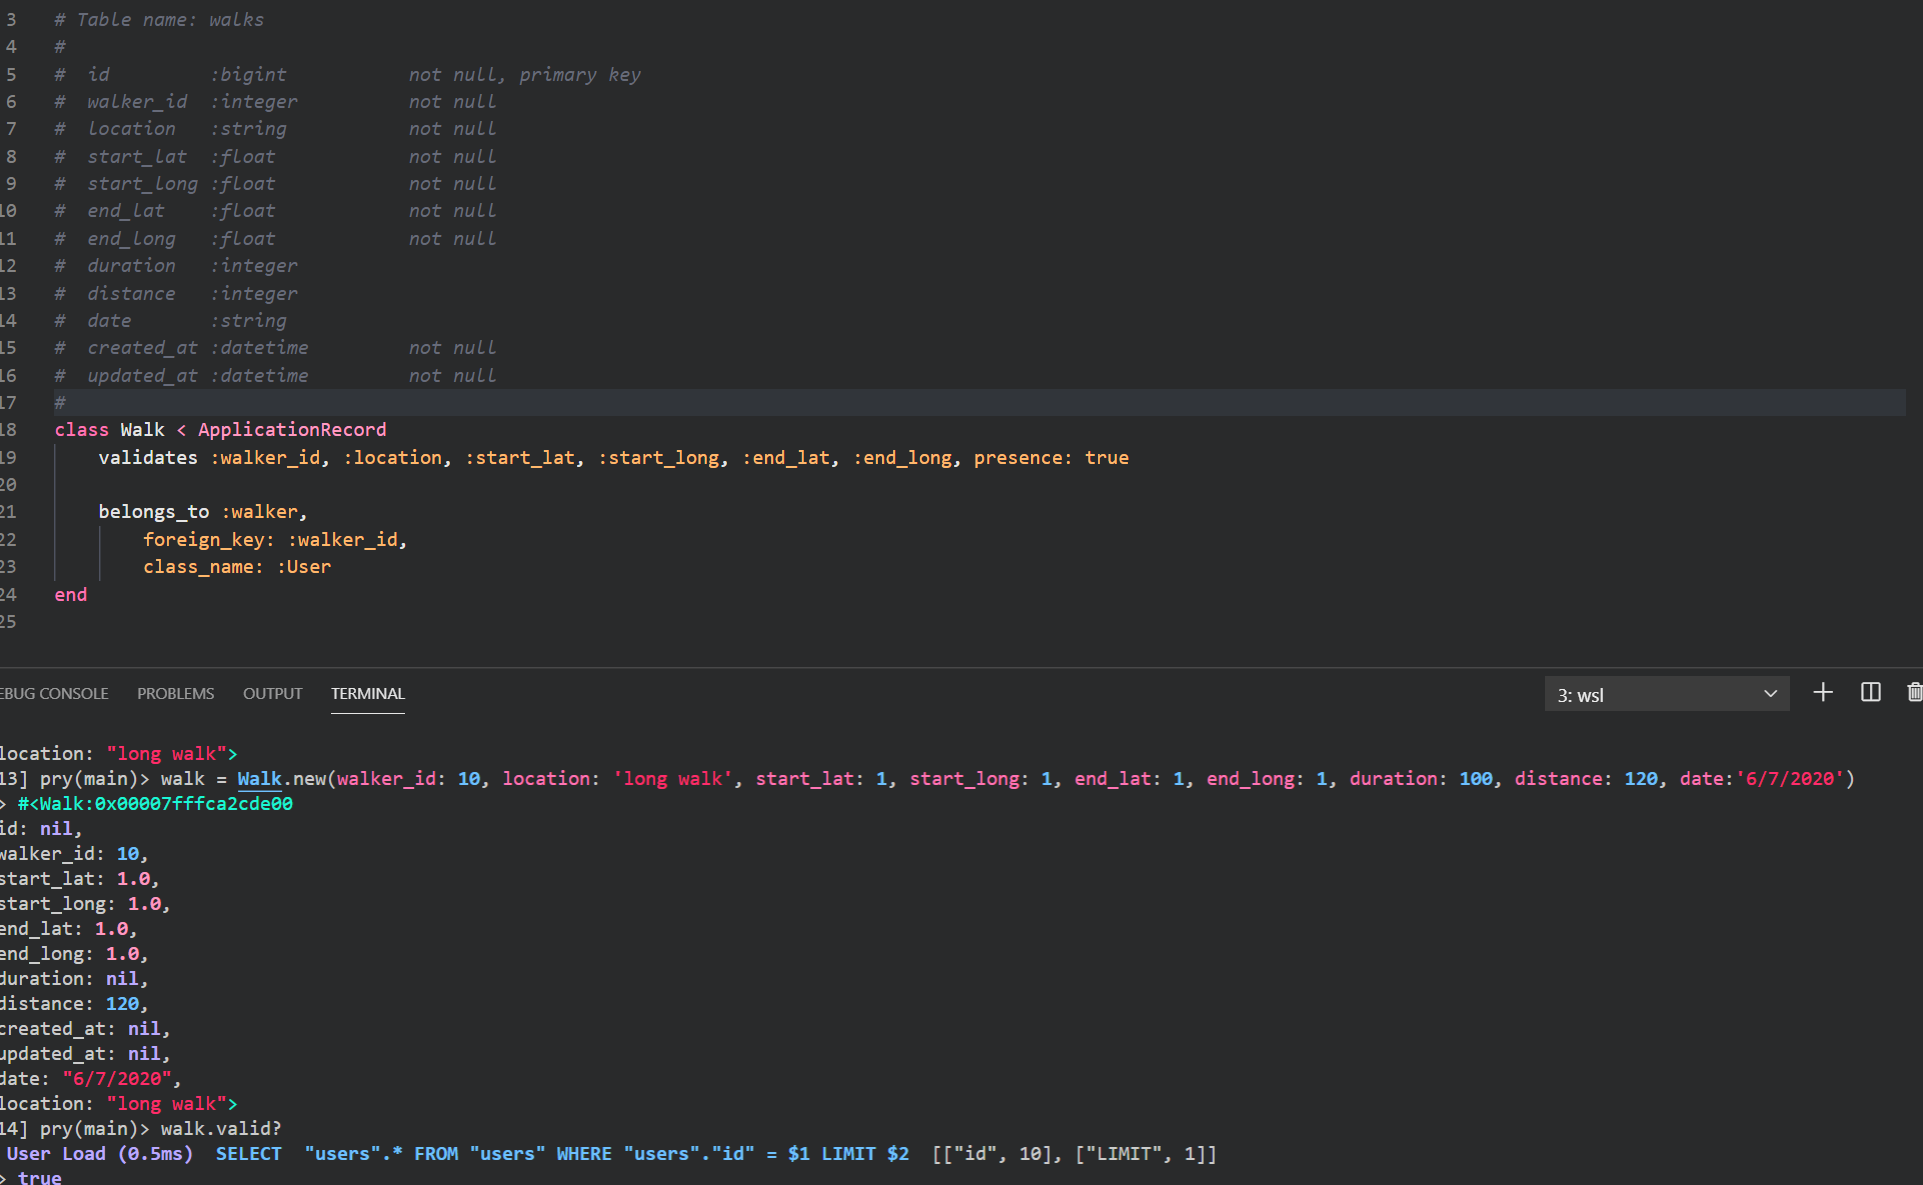 3 # Table name: walks
4 #
5 # id :bigint not null, primary key
6 # walker_id :integer not null
7 # location :string not null
8 # start_lat :float not null
9 # start_long :float not null
10 # end_lat :float not null
11 # end_long :float not null
12 # duration :integer
13 # distance :integer
14 # date :string
15 # created_at :datetime not null
16 # updated_at :datetime not null
17 #
18 class Walk < ApplicationRecord
19 validates :walker_id, :location, :start_lat, :start_long, :end_lat, :end_long, presence: true
20
21 belongs_to :walker,
22 foreign_key: :walker_id,
23 class_name: :User
24 end
25
EBUG CONSOLE PROBLEMS OUTPUT TERMINAL 3: wsl
location: "long walk">
13] pry(main)> walk = Walk.new(walker_id: 10, location: 'long walk', start_lat: 1, start_long: 1, end_lat: 1, end_long: 1, duration: 100, distance: 120, date:'6/7/2020')
> #<Walk:0x00007fffca2cde00
id: nil,
walker_id: 10,
start_lat: 1.0,
start_long: 1.0,
end_lat: 1.0,
end_long: 1.0,
duration: nil,
distance: 120,
created_at: nil,
updated_at: nil,
date: "6/7/2020",
location: "long walk">
14] pry(main)> walk.valid?
User Load (0.5ms) SELECT "users".* FROM "users" WHERE "users"."id" = $1 LIMIT $2 [["id", 10], ["LIMIT", 1]]
> true